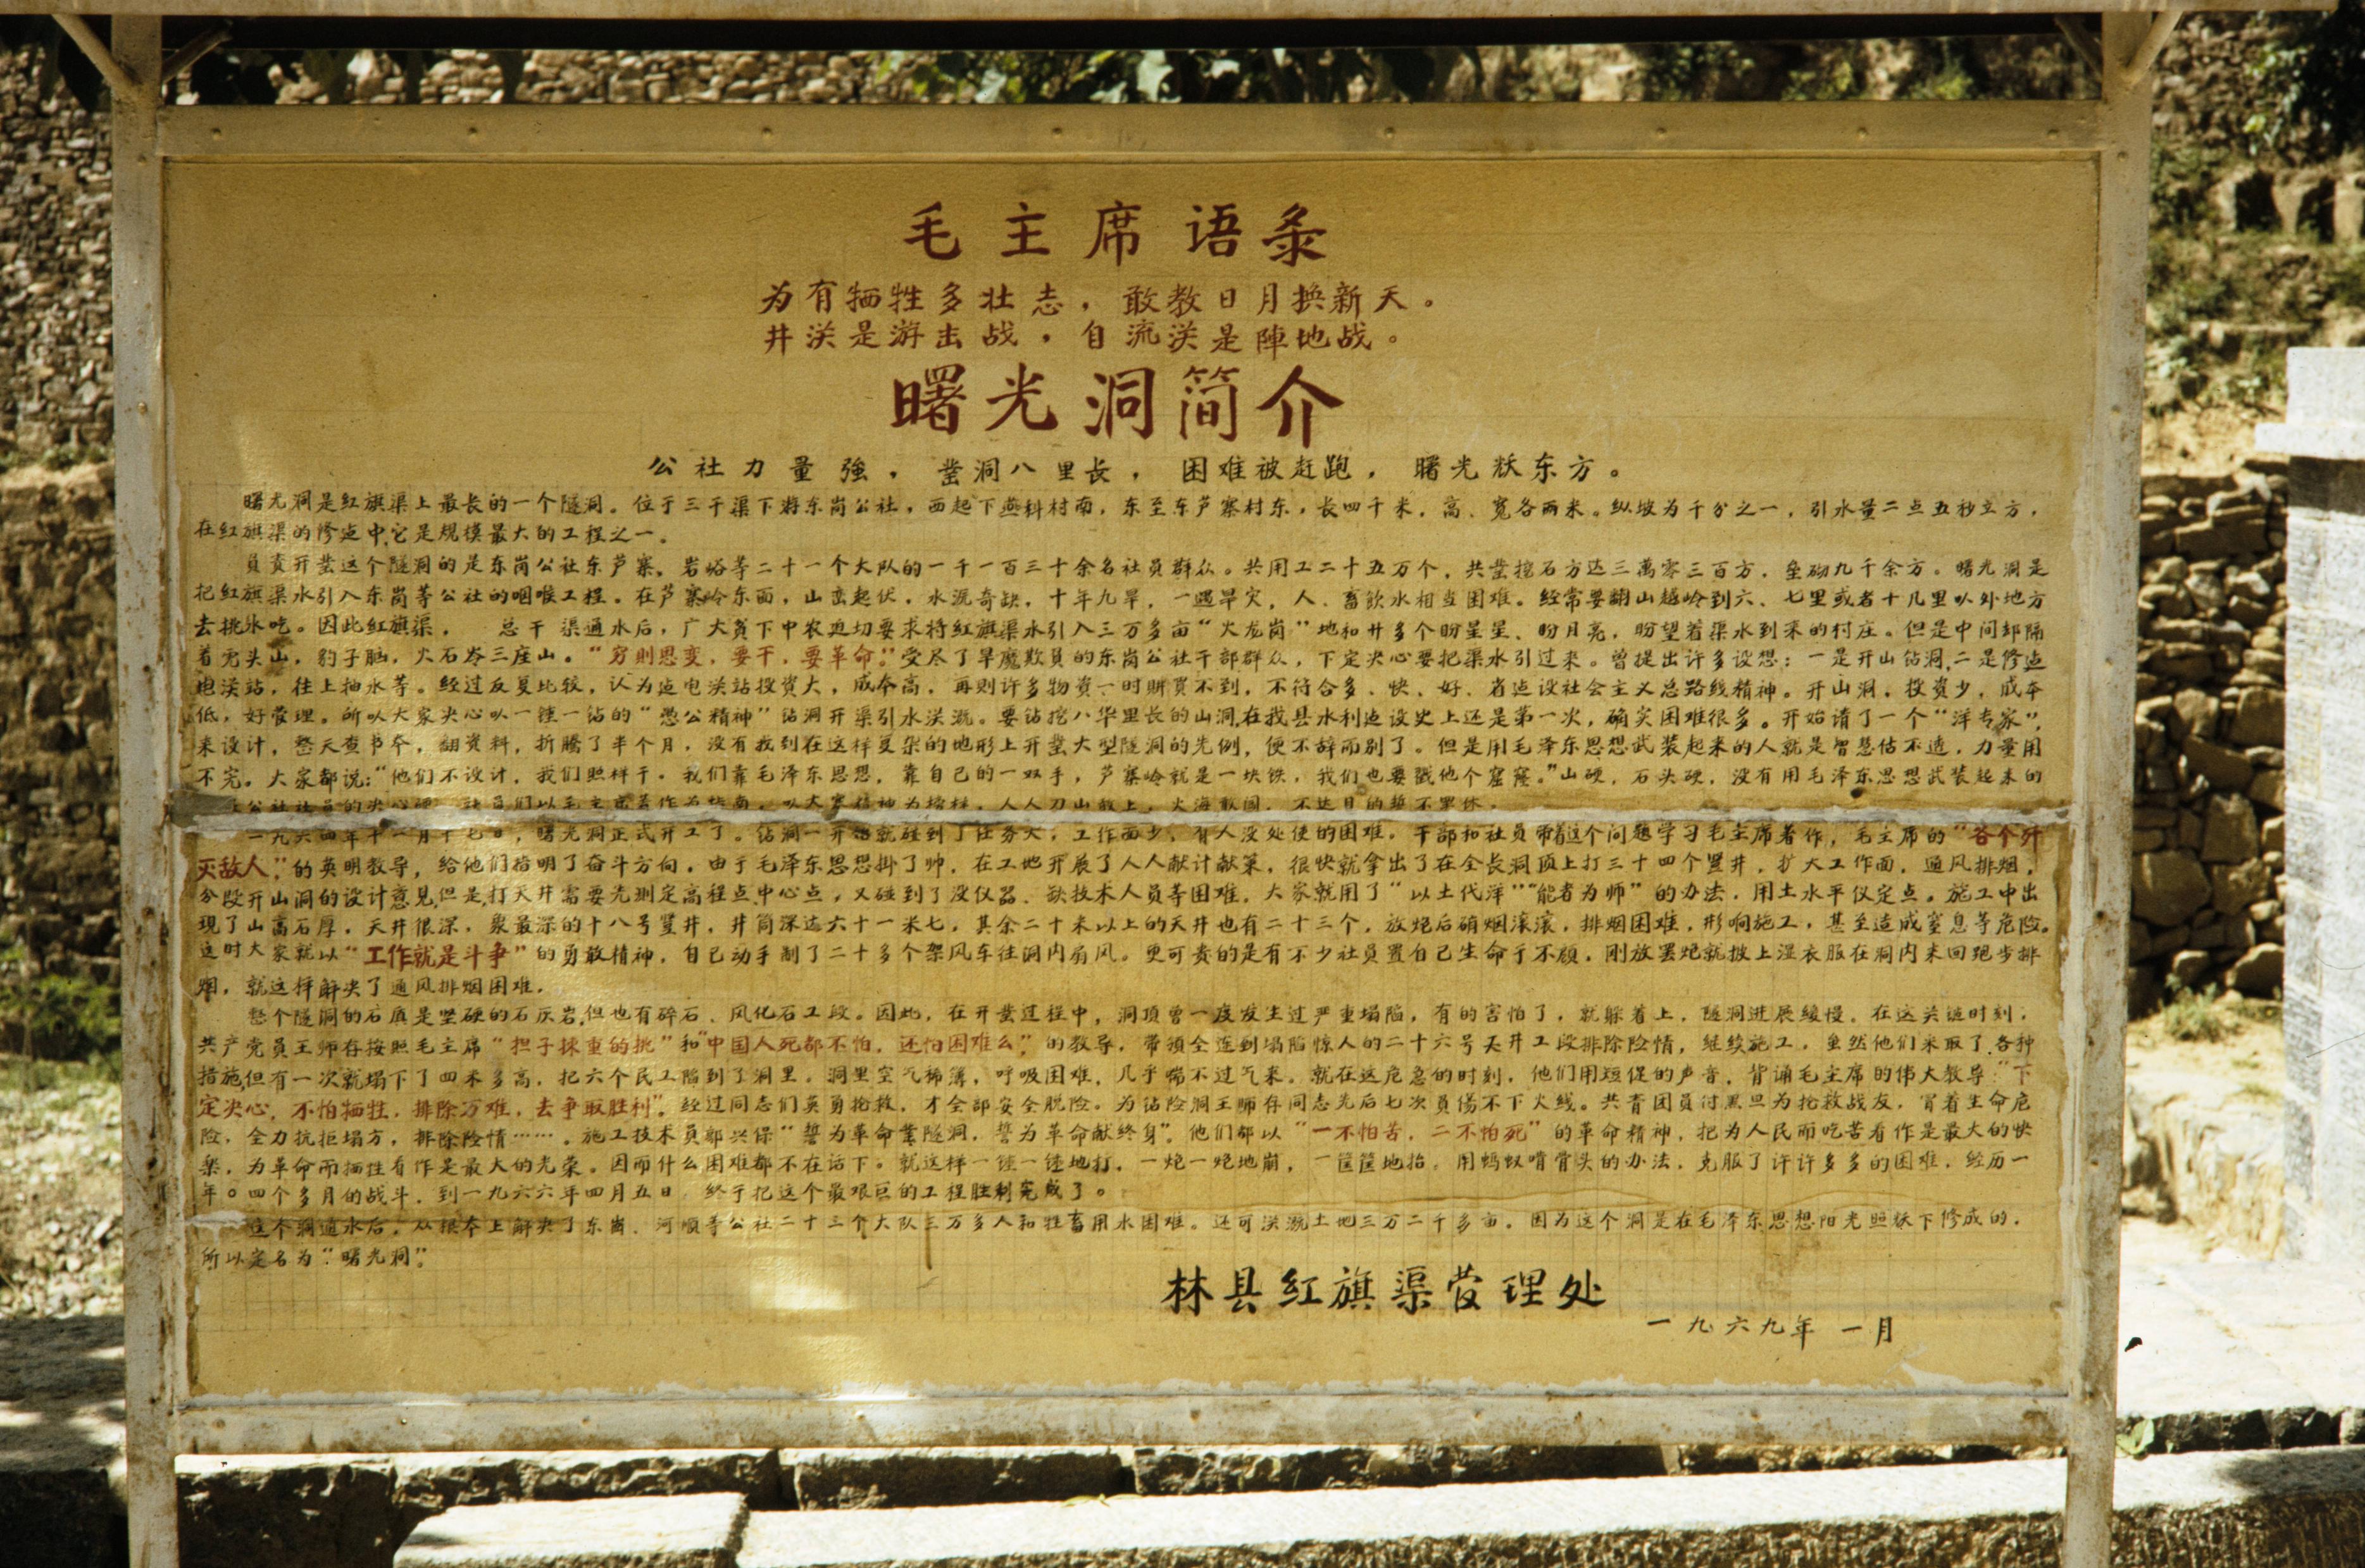 毛主席语录
为有牺牲多壮志，敢教日月换新天。
井浂是游击战，自流浂是陣地战。
曙光洞简介
公社力量強，凿洞八里长，困难被赶跑，曙光跃东方。
曙光洞是红旗渠上最长的一个隧洞。位于三干渠下游东岗公社，西起下燕科村南，东至东芦寨村东，长四千米，高、宽各两米。纵坡为千分之一，引水量二点五秒立方，
在红旗渠的修造中，它是规模最大的工程之一。
員责开凿这个隧洞的是东岗公社东芦寨，岩峪等二十一个大队的一千一百三十余名社员群众。共用工二十五万个，共凿挖石方达三萬零三百方，垒砌九千余方。曙光洞是
把红旗渠水引入东岗等公社的咽喉工程。在芦寨岭东面，山峦起伏，水源奇缺，十年九旱，一遇旱灾，人、畜飲水相当困难。经常要翻山越岭到六、七里或者十几里以外地方
去挑水吃。因此红旗渠， 总干渠通水后，广大貧下中农迫切要求将红旗渠水引入三万多亩“火龙岗”地和廾多个盼星星、盼月亮，盼望着渠水到来的村庄。但是中间却隔
着壳头山，豹子脑，火石岺三座山。“穷則思变，要干，要革命。”受尽了旱魔欺負的东岗公社干部群众，下定决心要把渠水引过来。曾提出许多设想：一是开山钻洞，二是修造
电浂站，往上抽水等。经过反复比较，认为造电浂站投资大，成本高，再则许多物资一时购買不到，不符合多、快、好、省造设社会主义总路线精神。开山洞，投资少，成本
低，好管理。所以大家决心以一锤一钻的“愚公精神”钻洞开渠引水浂溉。要钻挖八华里长的山洞，在我县水利造设史上还是第一次，确实困难很多。开始请了一个“洋专家”，
来设计，整天查书本，翻资料，折腾了半个月，没有找到在这样复杂的地形上开凿大型隧洞的先例，便不辞而别了。但是用毛泽东思想武装起来的人就是智慧估不透，力量用
不完。大家都说：“他们不设计，我们照样干。我们靠毛泽东思想，靠自己的一双手，芦寨岭就是一块铁，我们也要戳他个窟窿。”山硬，石头硬，没有用毛泽东思想武装起来的
公社社员的决心硬。社员们以毛主席著作为指南，以大寨精神为榜样，人人刀山敢上，火海敢闯，不达目的誓不罢休。
一九六四年十一月十七日，曙光洞正式开工了。钻洞一开始就碰到了任务大，工作面少，有人没处使的困难。干部和社员带着这个问题学习毛主席著作，毛主席的“各个歼
灭敌人，”的英明教导，给他们指明了奋斗方向。由于毛泽东思想掛了帅，在工地开展了人人献计献策，很快就拿出了在全长洞顶上打三十四个竖井，扩大工作面，通风排烟，
分段开山洞的设计意见，但是，打天井需要先测定高程点，中心点，又碰到了没仪器、缺技术人员等困难，大家就用了“以土代洋”“能者为师”的办法，用土水平仪定点。施工中出
现了山高石厚，天井很深，象最深的十八号竖井，井筒深达六十一米七，其余二十米以上的天井也有二十三个，放炮后硝烟滚滚，排烟困难，形响施工，甚至造成窒息等危险。
这时大家就以“工作就是斗争”的勇敢精神，自己动手制了二十多个架风车往洞内扇风。更可贵的是有不少社员置自己生命于不顾，刚放罢炮就披上湿衣服在洞内来回跑步排
烟，就这样解决了通风排烟困难。
整个隧洞的石质是坚硬的石灰岩，但也有碎石、风化石工段。因此，在开凿过程中，洞顶曾一度发生过严重塌陷，有的害怕了，就躲着上，隧洞进展缓慢。在这关键时刻，
共产党员王师存按照毛主席“担子拣重的挑”和“中国人死都不怕，还怕困难么，”的教导，带领全连到塌陷惊人的二十六号天井工段排除险情，继续施工，虽然他们采取了各种
措施，但有一次就塌下了四米多高，把六个民工陷到了洞里。洞里空气稀薄，呼吸困难，几乎喘不过气来。就在这危急的时刻，他们用短促的声音，背诵毛主席的伟大教导：“下
定决心，不怕牺牲，排除万难，去争取胜利”。经过同志们英勇抢救，才全部安全脱险。为钻险洞王师存同志先后七次負伤不下火线。共青团员付黑旦为抢救战友，冒着生命危
险，全力抗拒塌方，排除险情……。施工技术员郭兴保“誓为革命凿隧洞，誓为革命献终身”。他们都以“一不怕苦，二不怕死”的革命精神，把为人民而吃苦看作是最大的快
樂，为革命而牺牲看作是最大的光荣。因而什么困难都不在话下。就这样一锤一锤地打，一炮一炮地崩，一筐筐地抬。用蚂蚁啃骨头的办法，克服了许许多多的困难，经历一
年。四个多月的战斗，到一九六六年四月五日，终于把这个最艰巨的工程胜利完成了。
这个洞通水后，从根本上解决了东岗、河顺等公社二十三个大队三万多人和牲畜用水困难。还可浂溉土地三万二千多亩。因为这个洞是在毛泽东思想阳光照跃下修成的，
所以定名为：“曙光洞”。
林县红旗渠管理处
一九六九年 一月